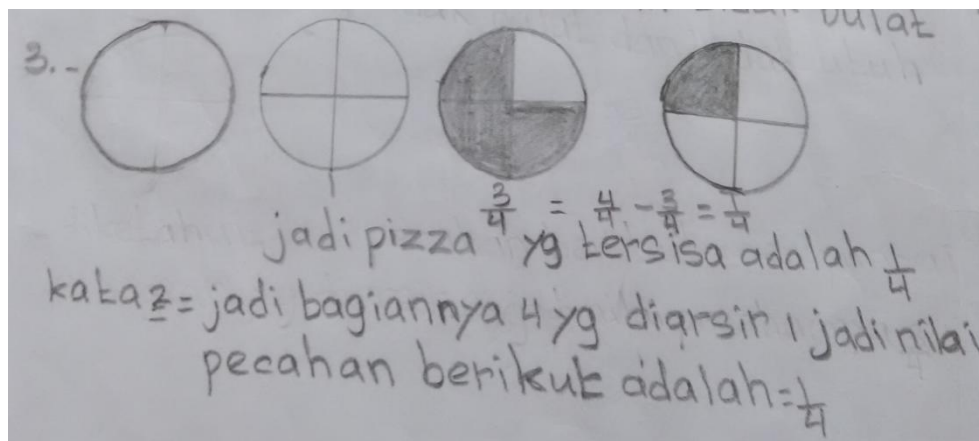 bulat
3.-
3/4 = 4/4 - 3/4 = 1/4
jadi pizza yg tersisa adalah 1/4
kata2 = jadi bagiannya 4 yg diarsir 1 jadi nilai
pecahan berikut adalah = 1/4